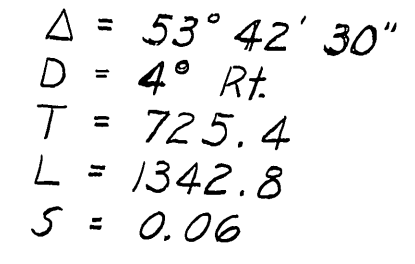 Δ = 53° 42' 30"
D = 4° Rt.
T = 725.4
L = 1342.8
S = 0.06